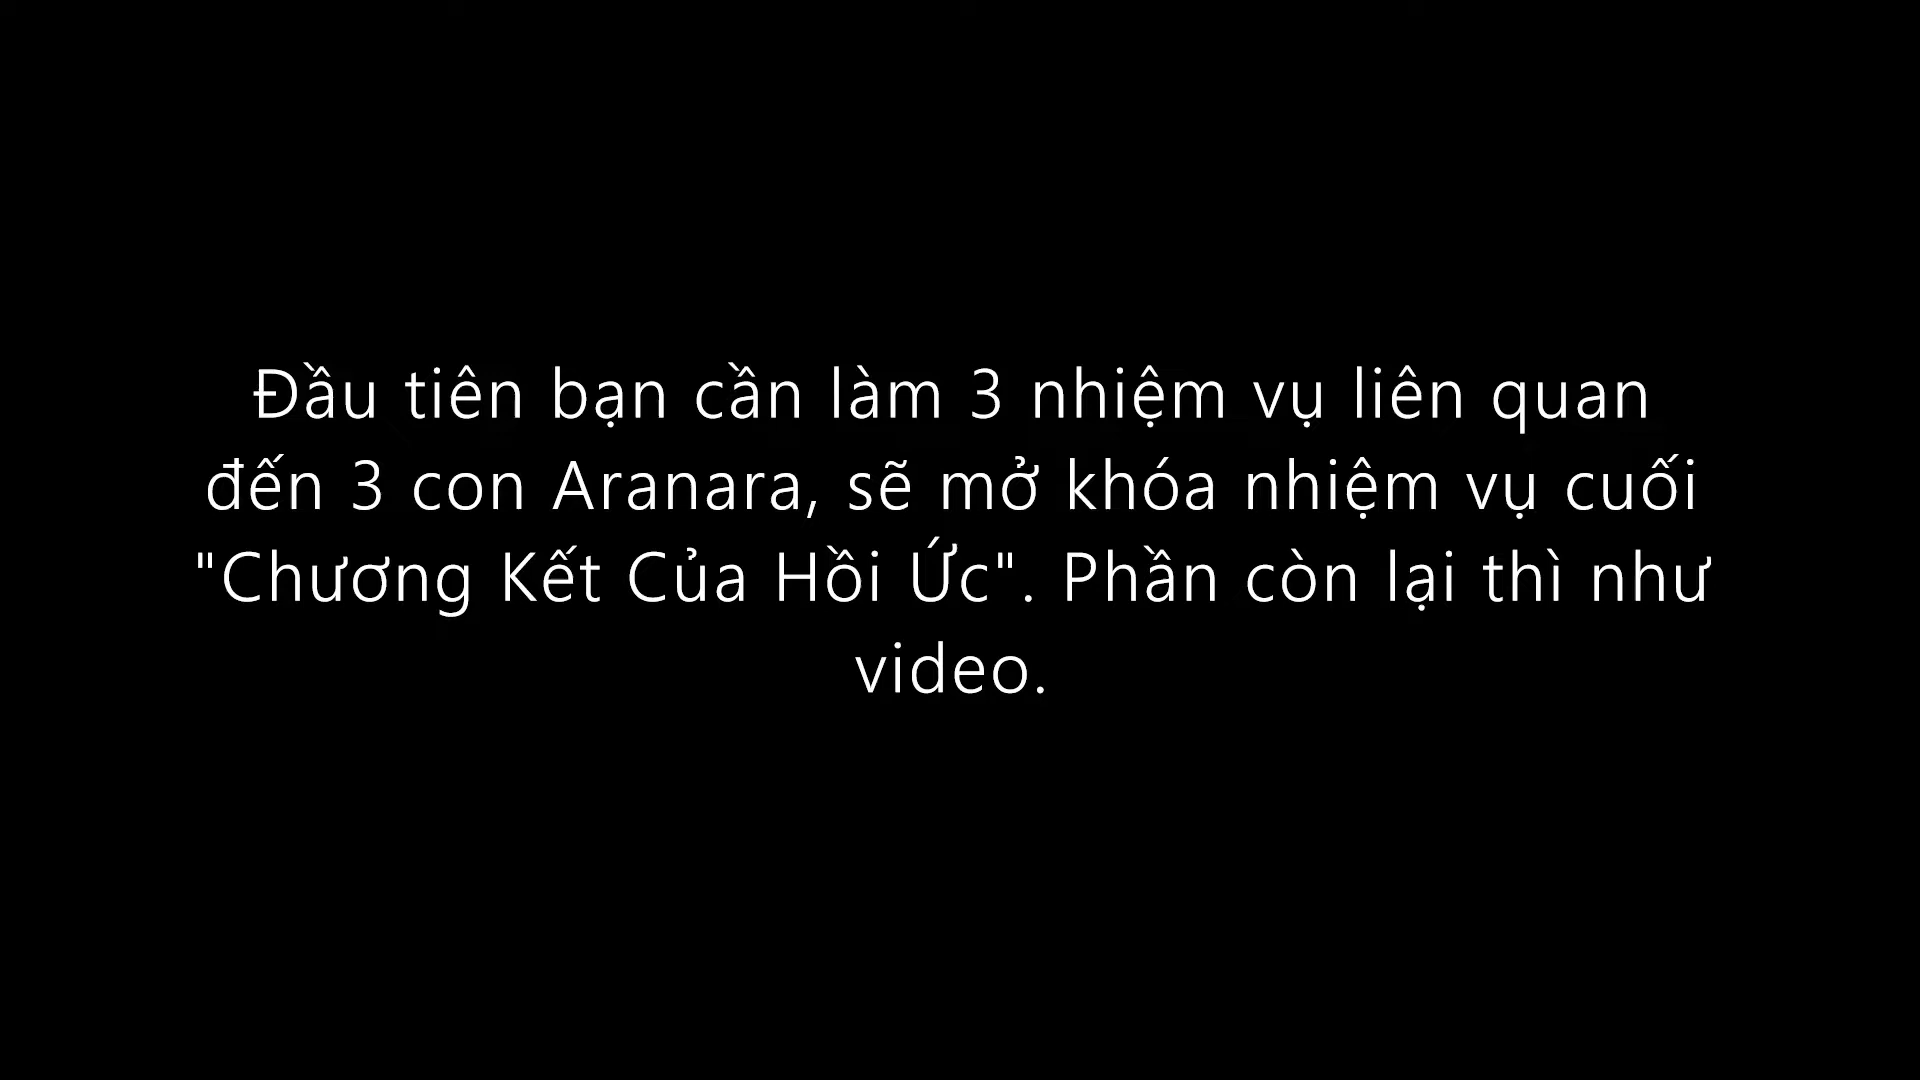 Đầu tiên bạn cần làm 3 nhiệm vụ liên quan
đến 3 con Aranara, sẽ mở khóa nhiệm vụ cuối
"Chương Kết Của Hồi Ức". Phần còn lại thì như
video.